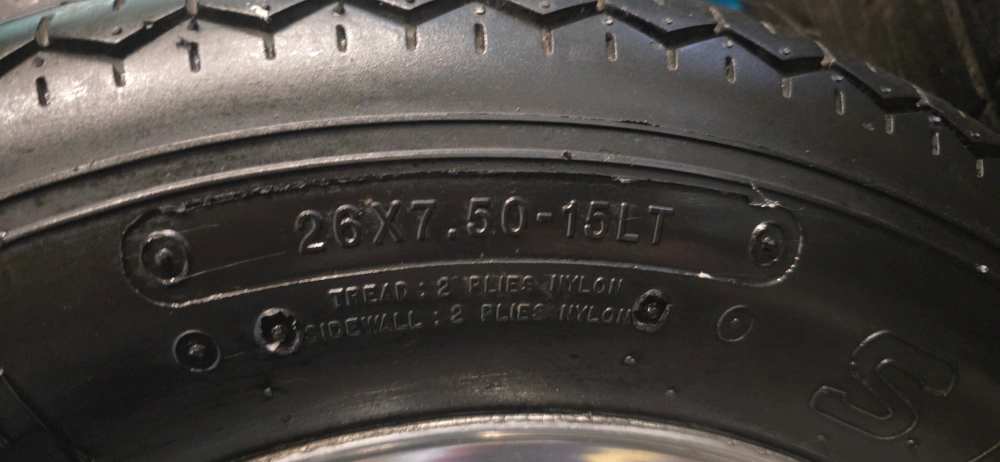 26X7.50-15LT
TREAD : 2 PLIES NYLON
SIDEWALL : 2 PLIES NYLON
S